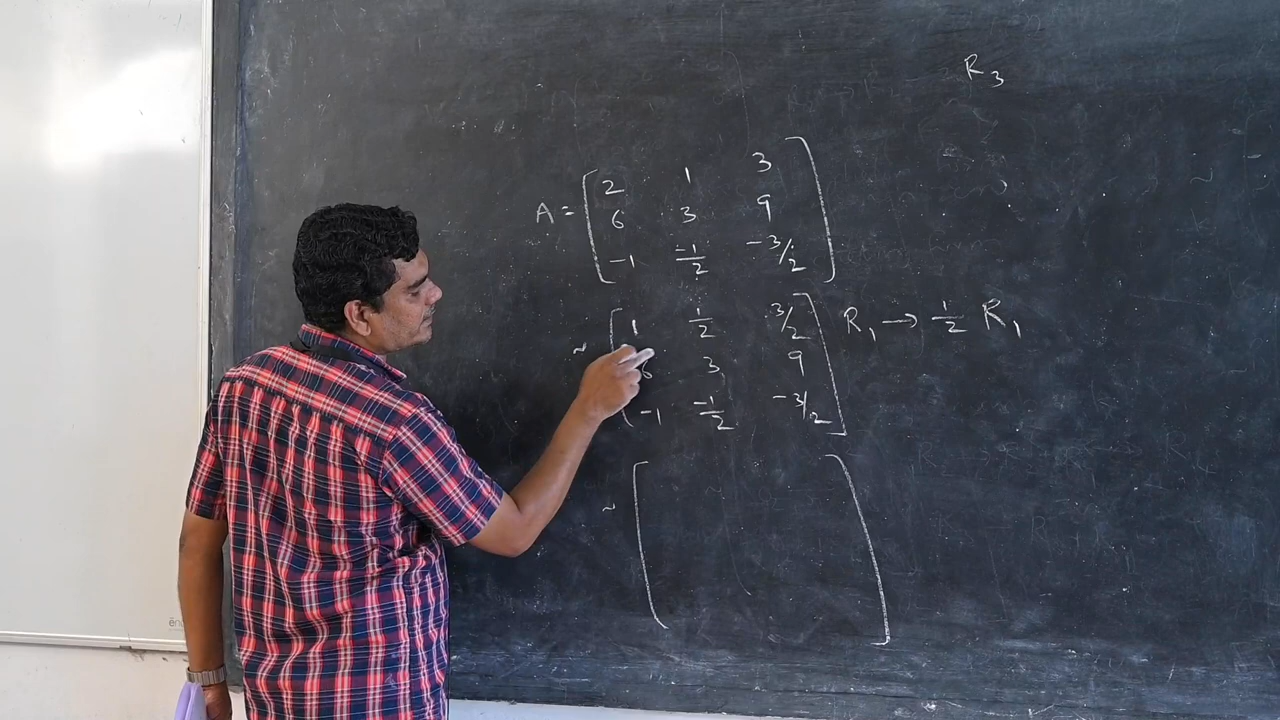 R₃
A = [ 2 1 3
6 3 9
-1 -1/2 -3/2 ]
~ [ 1 1/2 3/2 ] R₁ → 1/2 R₁
6 3 9
-1 -1/2 -3/2 ]
~ [ ]